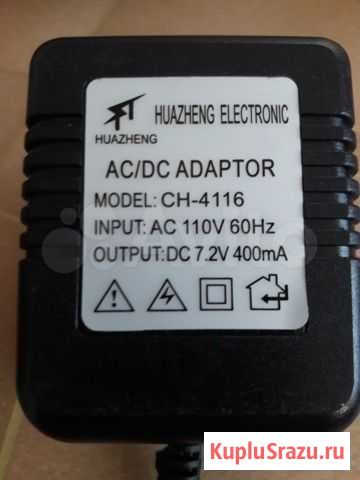 HUAZHENG ELECTRONIC
HUAZHENG
AC/DC ADAPTOR
MODEL: CH-4116
INPUT: AC 110V 60Hz
OUTPUT:DC 7.2V 400mA
KupluSrazu.ru